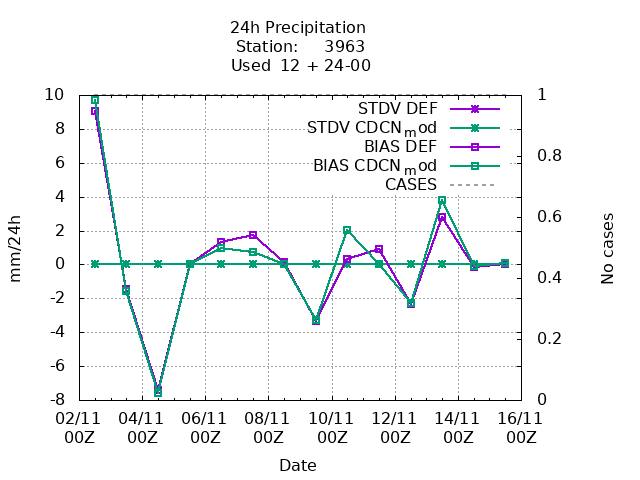 24h Precipitation
Station: 3963
Used 12 + 24-00
10
8
6
4
2
0
-2
-4
-6
-8
mm/24h
1
0.8
0.6
0.4
0.2
0
No cases
STDV DEF
STDV CDCNmod
BIAS DEF
BIAS CDCNmod
CASES
02/11 04/11 06/11 08/11 10/11 12/11 14/11 16/11
00Z 00Z 00Z 00Z 00Z 00Z 00Z 00Z
Date